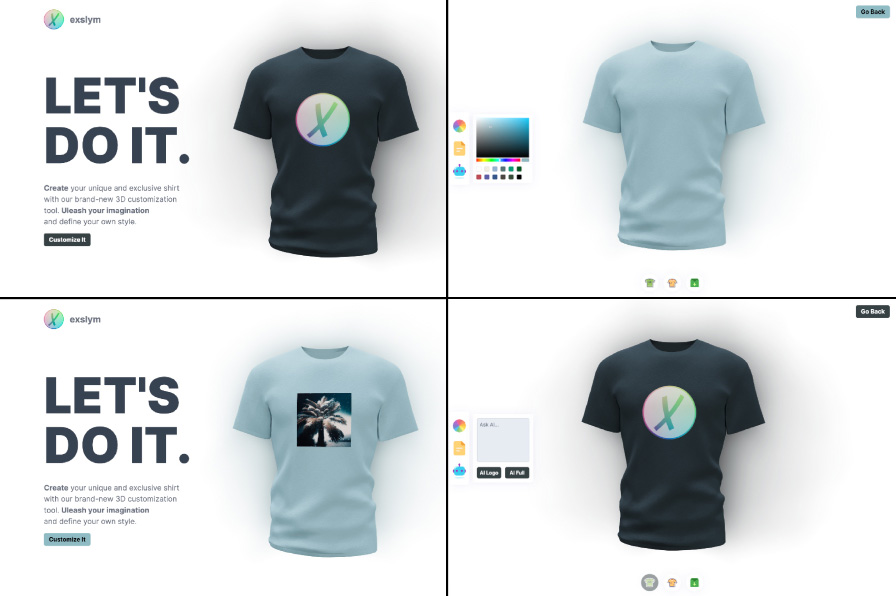 exslym
LET'S
DO IT.
Create your unique and exclusive shirt
with our brand-new 3D customization
tool. Uleash your imagination
and define your own style.
Customize It
Go Back
exslym
LET'S
DO IT.
Create your unique and exclusive shirt
with our brand-new 3D customization
tool. Uleash your imagination
and define your own style.
Customize It
Go Back
Ask AI...
AI Logo AI Full